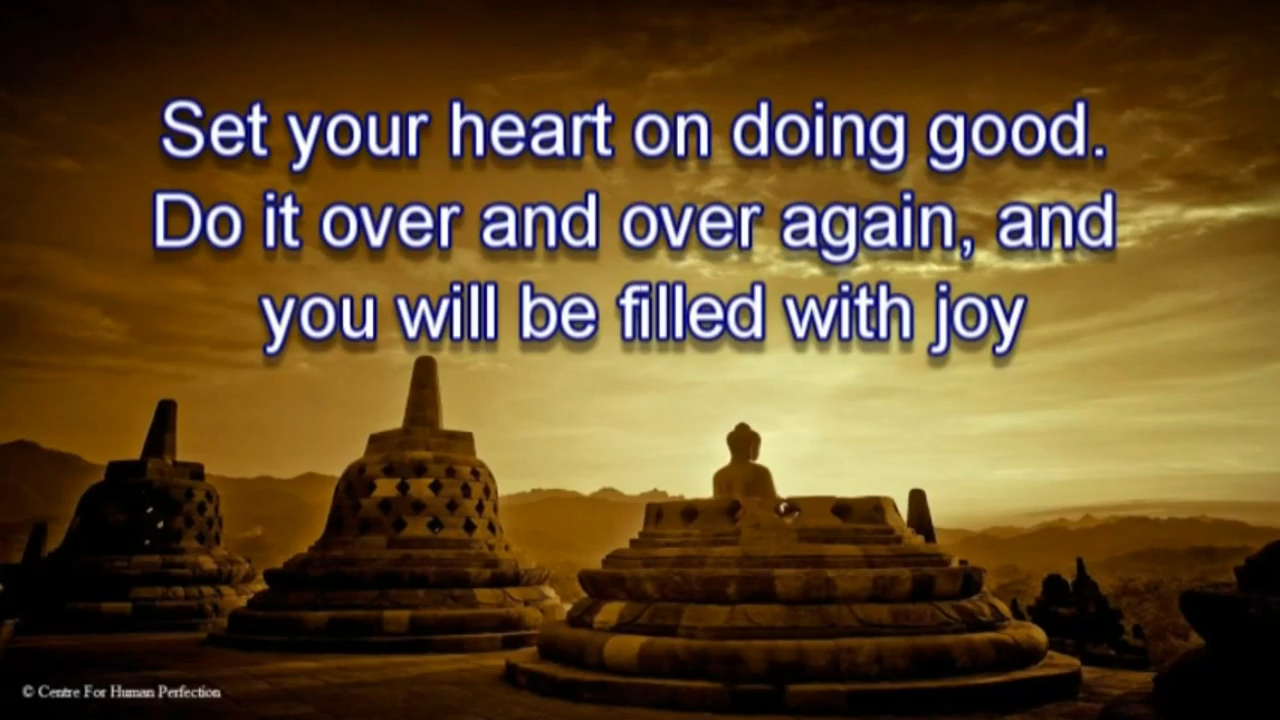 Set your heart on doing good.
Do it over and over again, and
you will be filled with joy
© Centre For Human Perfection